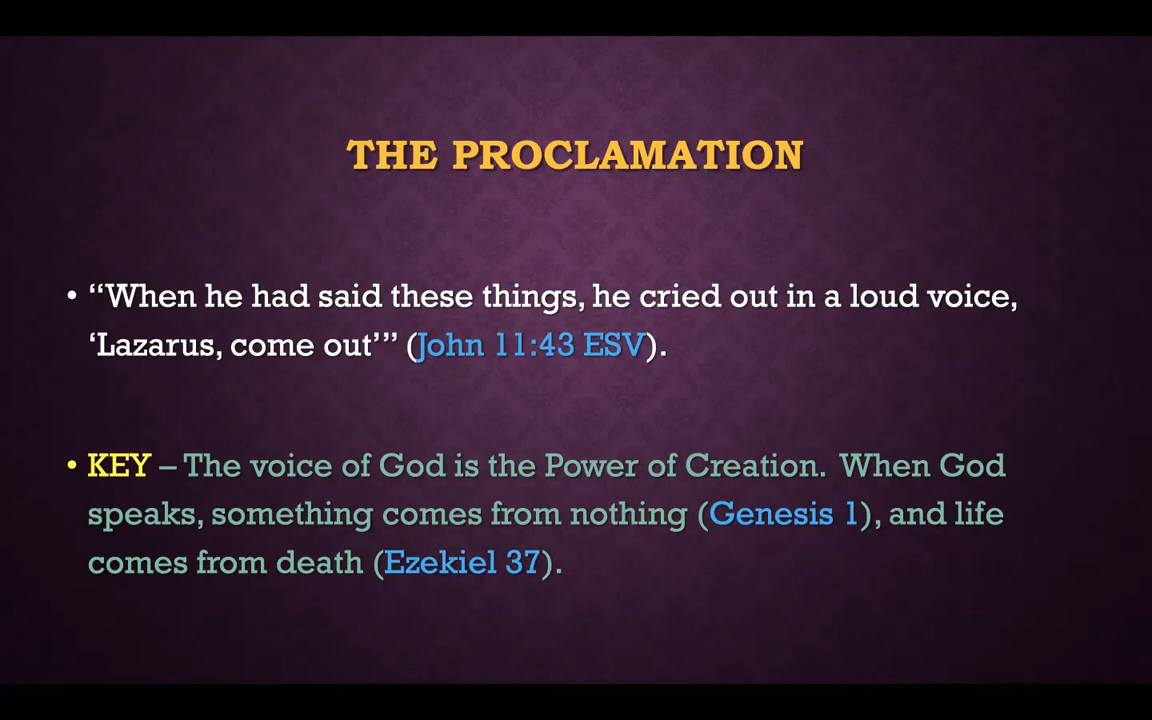 THE PROCLAMATION
• “When he had said these things, he cried out in a loud voice,
‘Lazarus, come out’” (John 11:43 ESV).
• KEY – The voice of God is the Power of Creation.  When God
speaks, something comes from nothing (Genesis 1), and life
comes from death (Ezekiel 37).